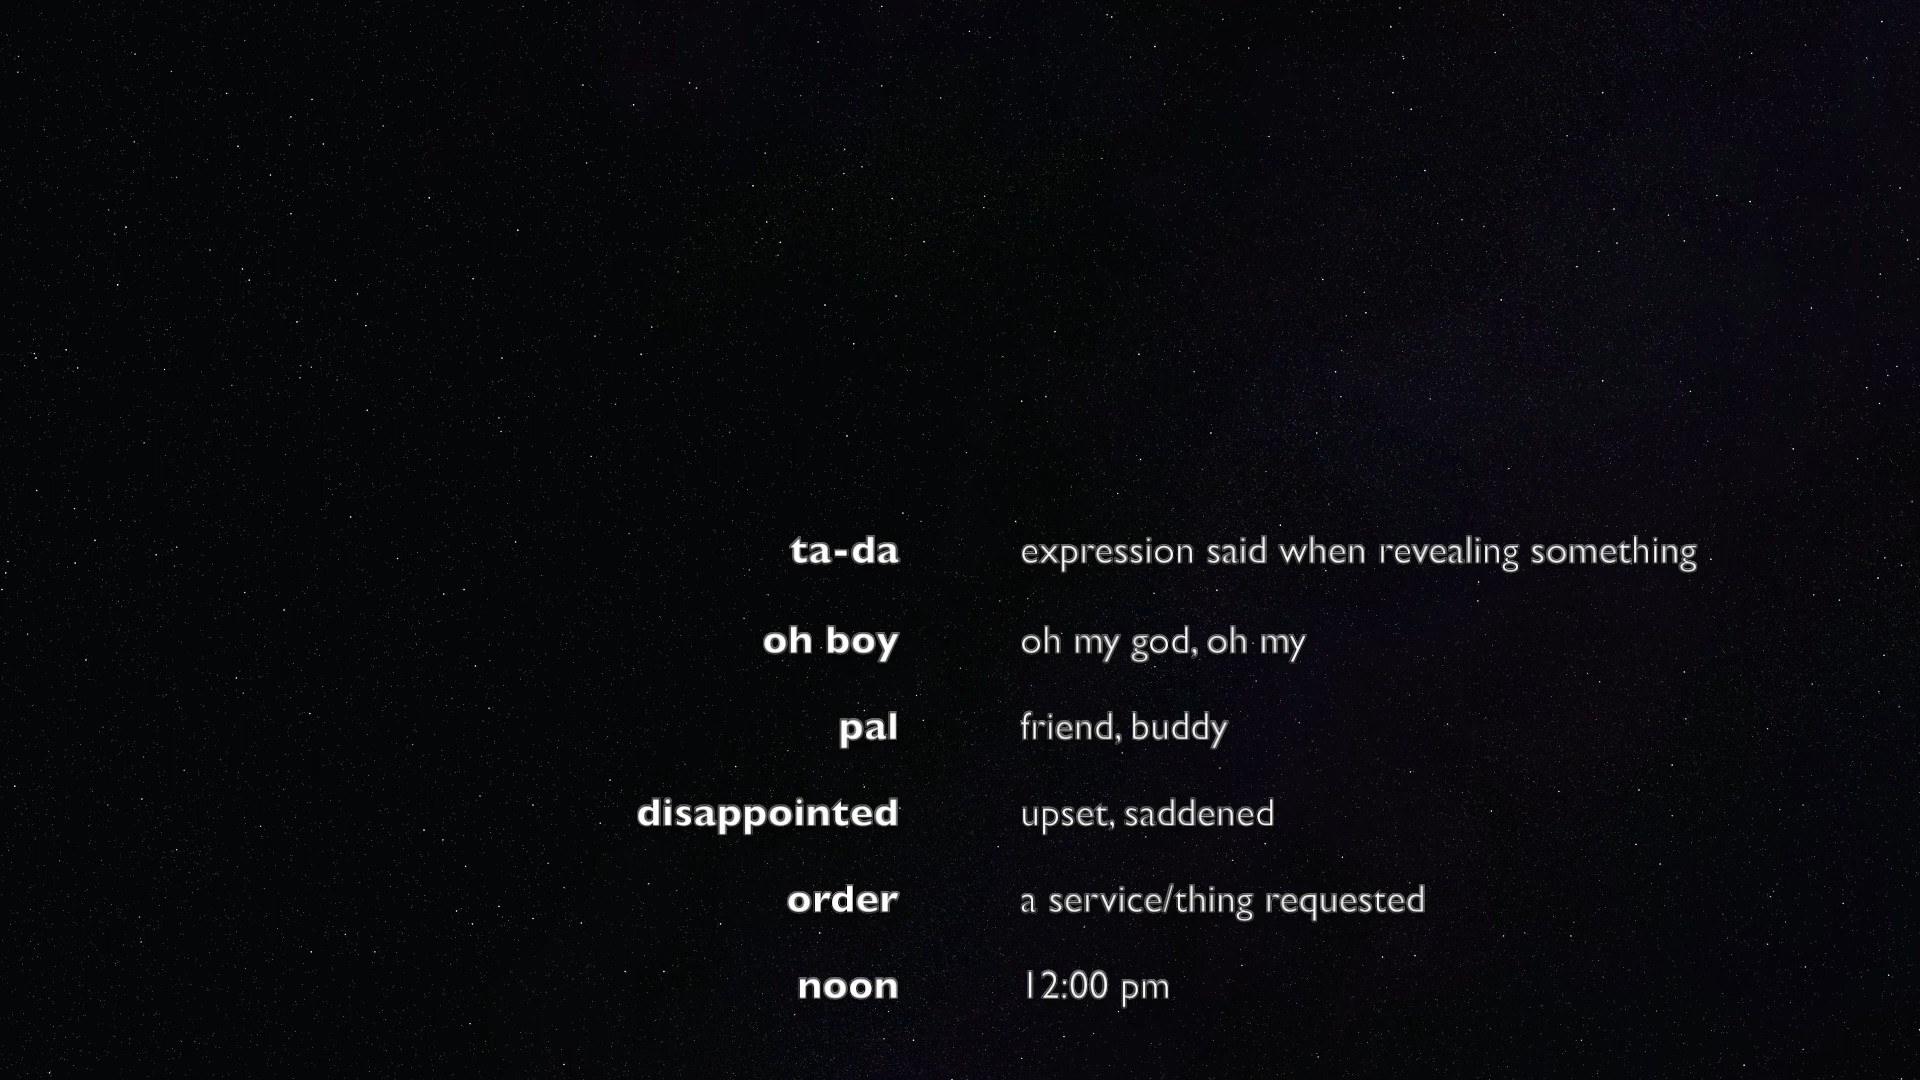 ta-da expression said when revealing something
oh boy oh my god, oh my
pal friend, buddy
disappointed upset, saddened
order a service/thing requested
noon 12:00 pm